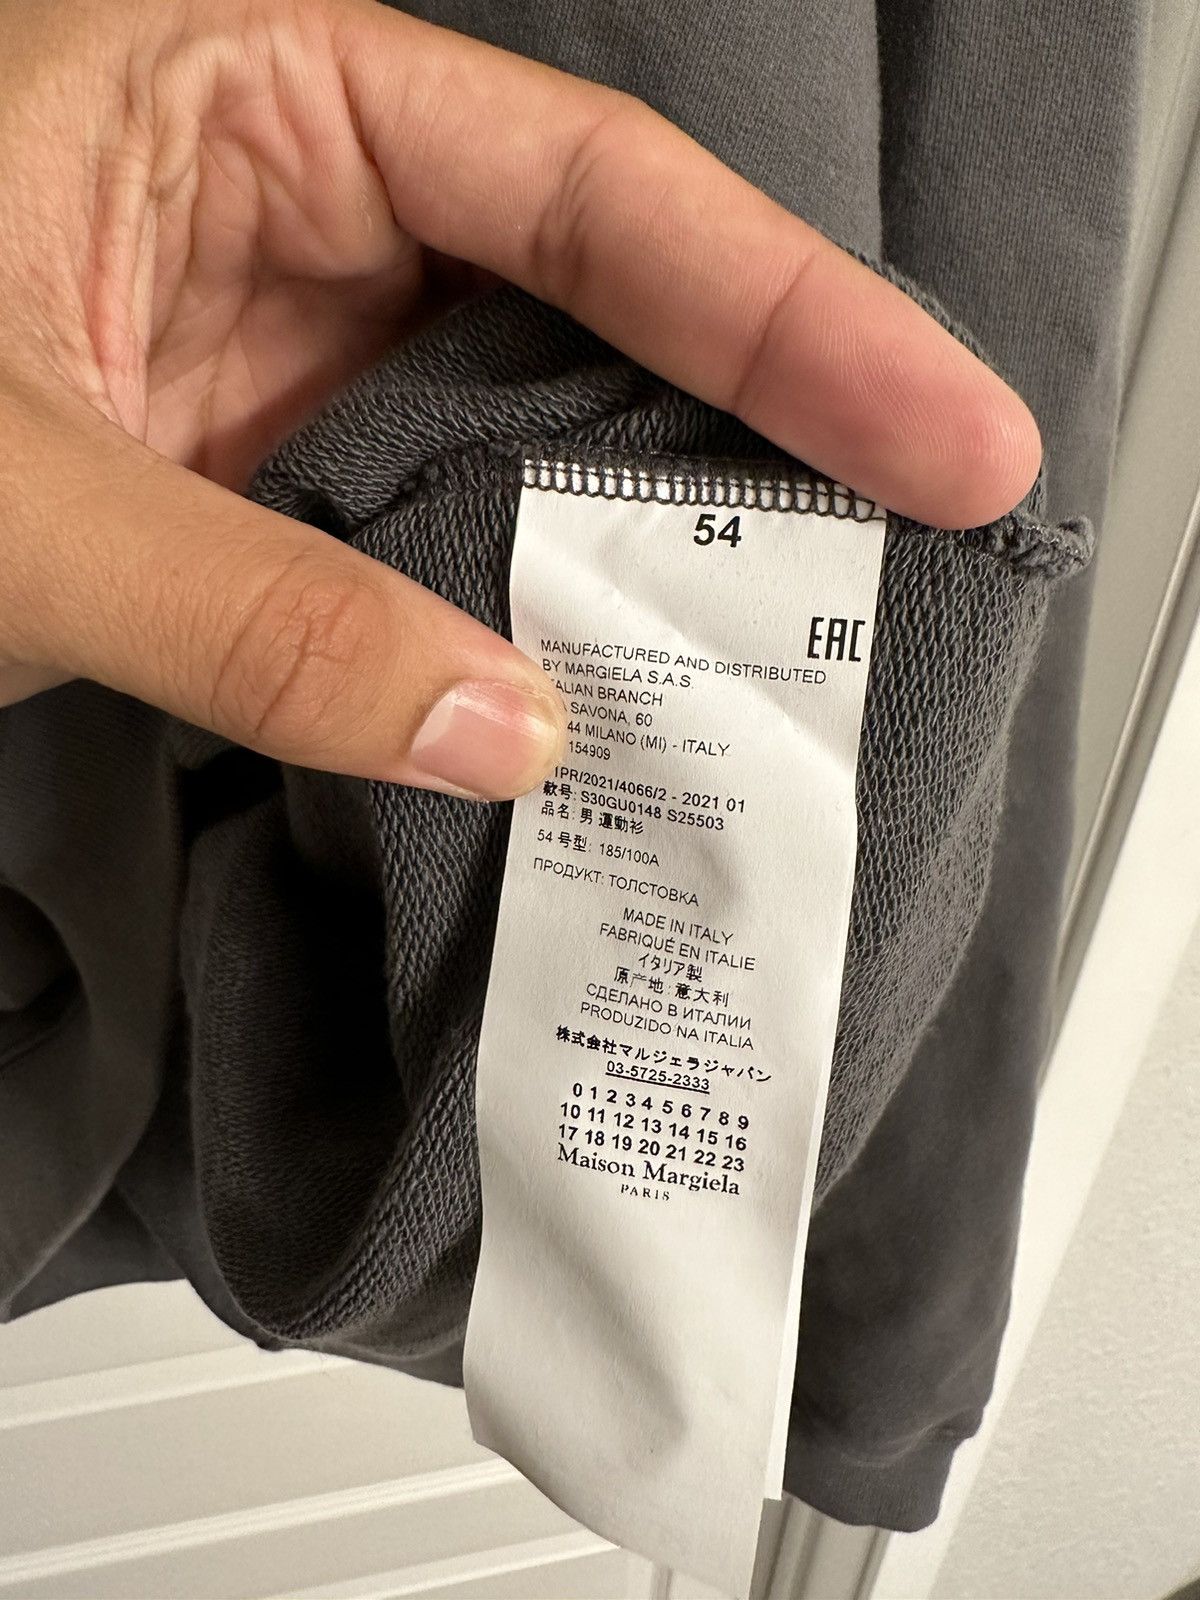 54
EAC
MANUFACTURED AND DISTRIBUTED
BY MARGIELA S.A.S.
ALIAN BRANCH
A SAVONA, 60
44 MILANO (MI) - ITALY
154909
1PR/2021/4066/2 - 2021 01
款号: S30GU0148 S25503
品名: 男 運動衫
54 号型: 185/100A
ПРОДУКТ: ТОЛСТОВКА
MADE IN ITALY
FABRIQUÉ EN ITALIE
イタリア製
原产地: 意大利
СДЕЛАНО В ИТАЛИИ
PRODUZIDO NA ITALIA
株式会社マルジェラジャパン
03-5725-2333
0 1 2 3 4 5 6 7 8 9
10 11 12 13 14 15 16
17 18 19 20 21 22 23
Maison Margiela
PARIS